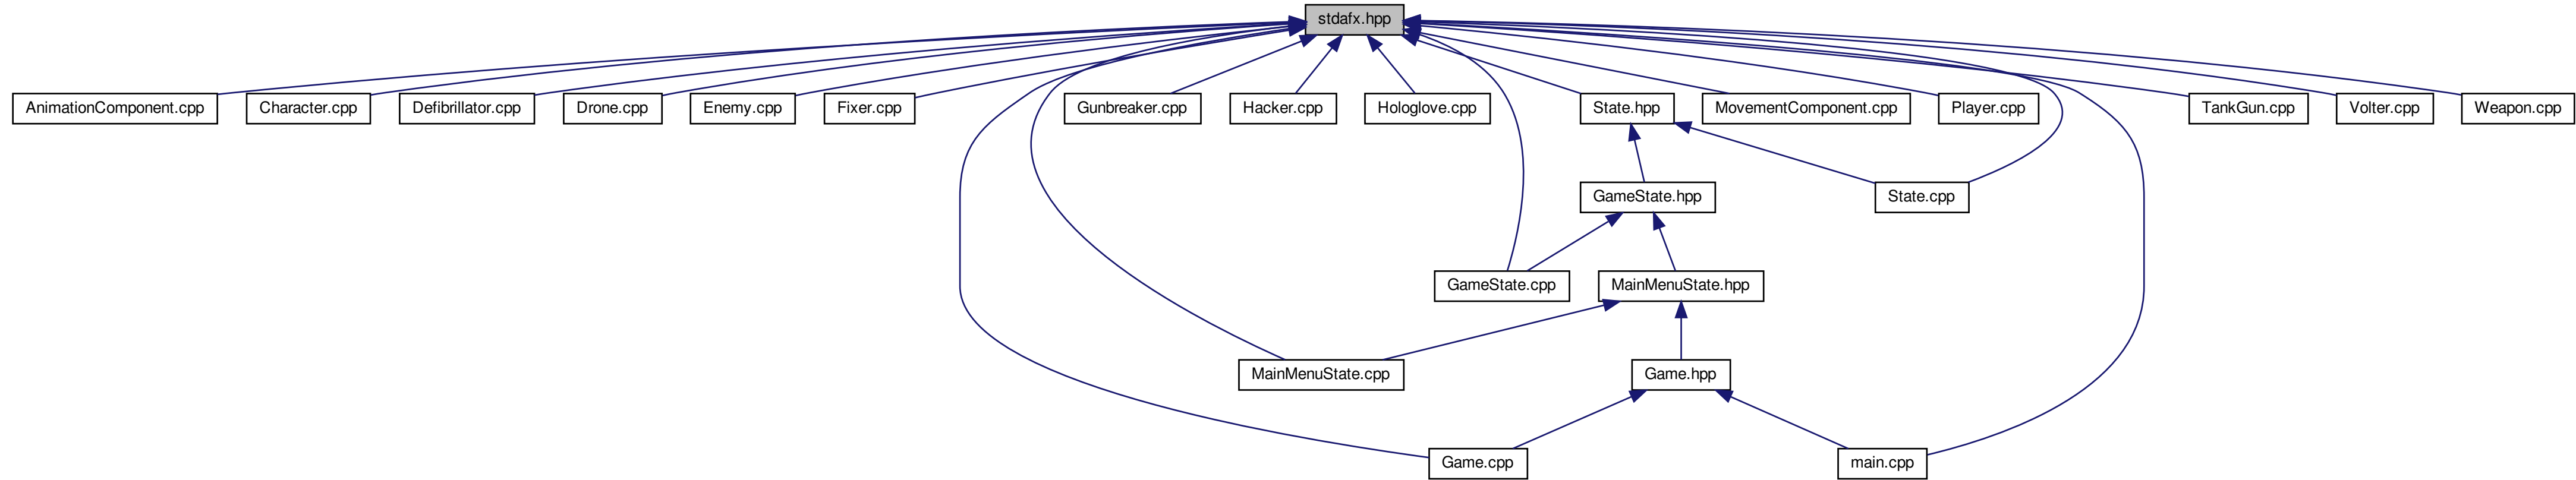 stdafx.hpp
AnimationComponent.cpp
Character.cpp
Defibrillator.cpp
Drone.cpp
Enemy.cpp
Fixer.cpp
Gunbreaker.cpp
Hacker.cpp
Hologlove.cpp
State.hpp
MovementComponent.cpp
Player.cpp
TankGun.cpp
Volter.cpp
Weapon.cpp
GameState.hpp
State.cpp
GameState.cpp
MainMenuState.hpp
MainMenuState.cpp
Game.hpp
Game.cpp
main.cpp